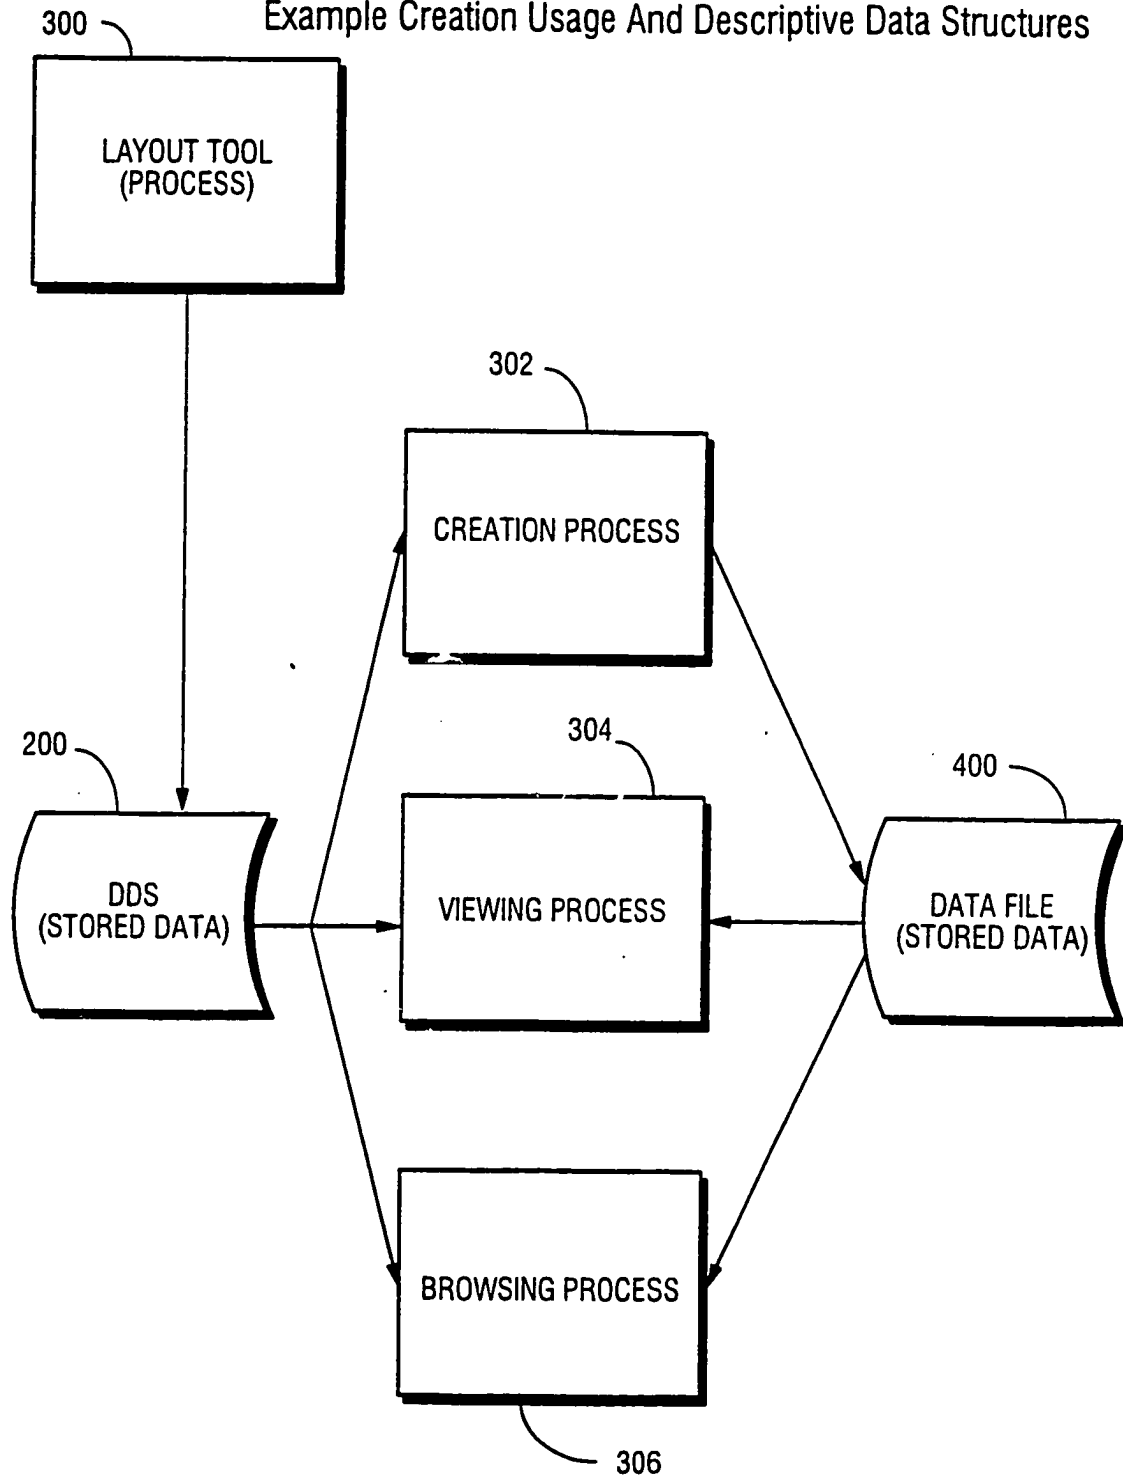 Example Creation Usage And Descriptive Data Structures
300
LAYOUT TOOL
(PROCESS)
302
CREATION PROCESS
200
DDS
(STORED DATA)
304
VIEWING PROCESS
400
DATA FILE
(STORED DATA)
BROWSING PROCESS
306